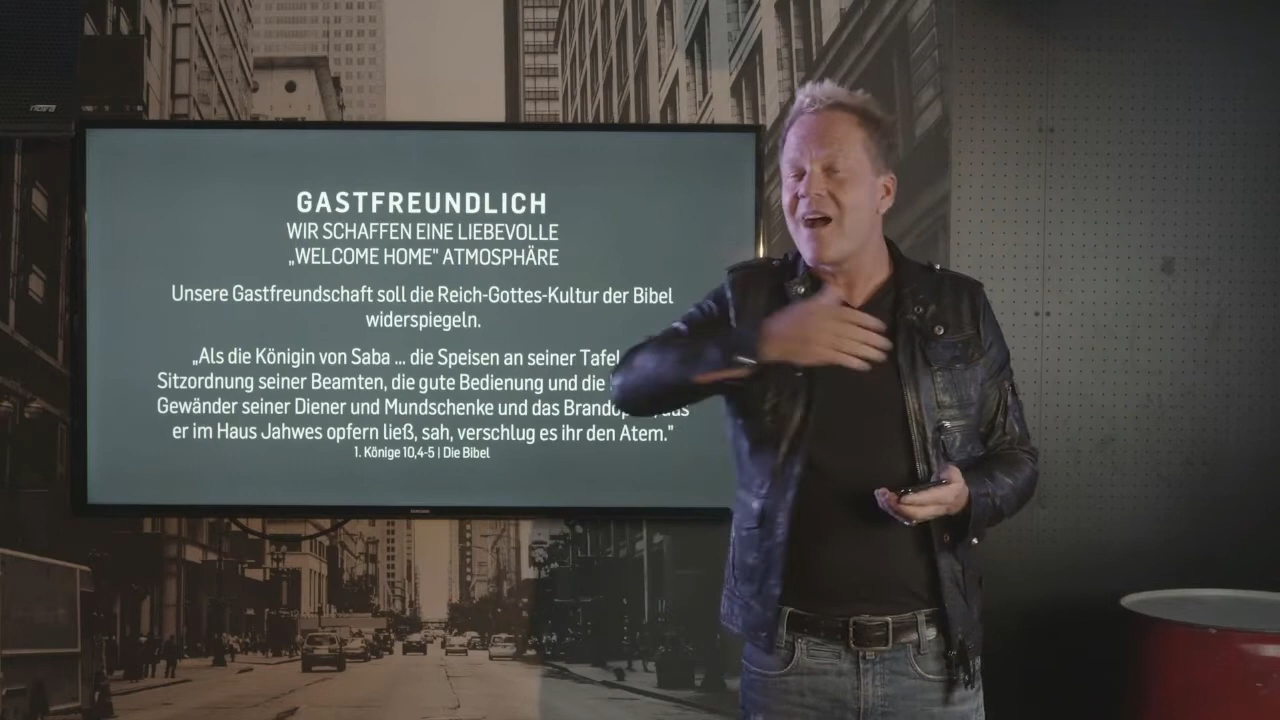 GASTFREUNDLICH
WIR SCHAFFEN EINE LIEBEVOLLE
„WELCOME HOME" ATMOSPHÄRE
Unsere Gastfreundschaft soll die Reich-Gottes-Kultur der Bibel
widerspiegeln.
„Als die Königin von Saba ... die Speisen an seiner Tafel
Sitzordnung seiner Beamten, die gute Bedienung und die
Gewänder seiner Diener und Mundschenke und das
er im Haus Jahwes opfern ließ, sah, verschlug es ihr den Atem."
1. Könige 10,4-5 | Die Bibel
SAMSUNG